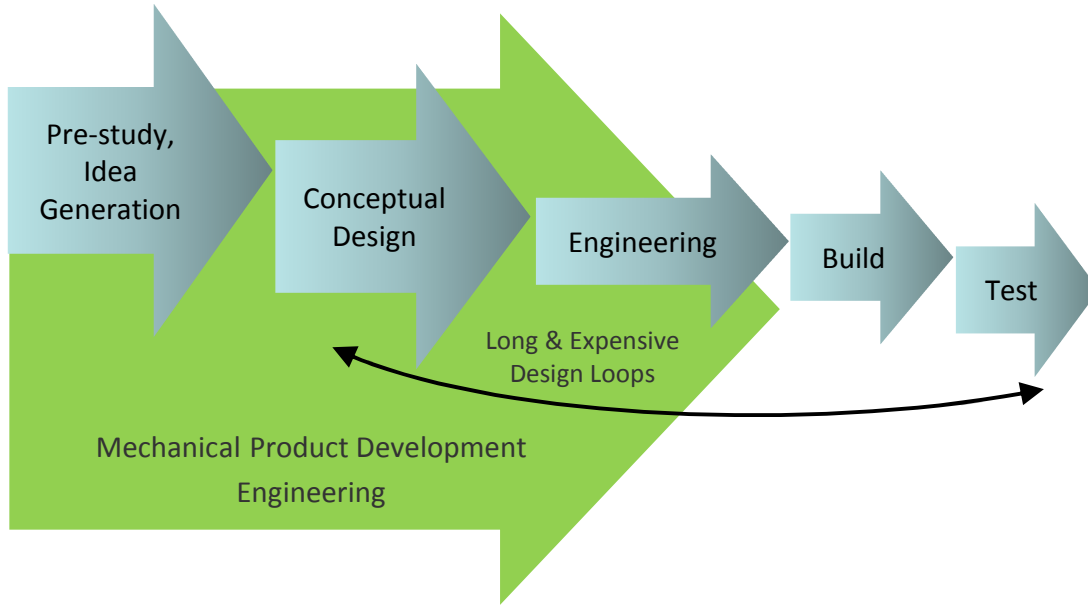 Pre-study,
Idea
Generation
Conceptual
Design
Engineering
Build
Test
Long & Expensive
Design Loops
Mechanical Product Development
Engineering